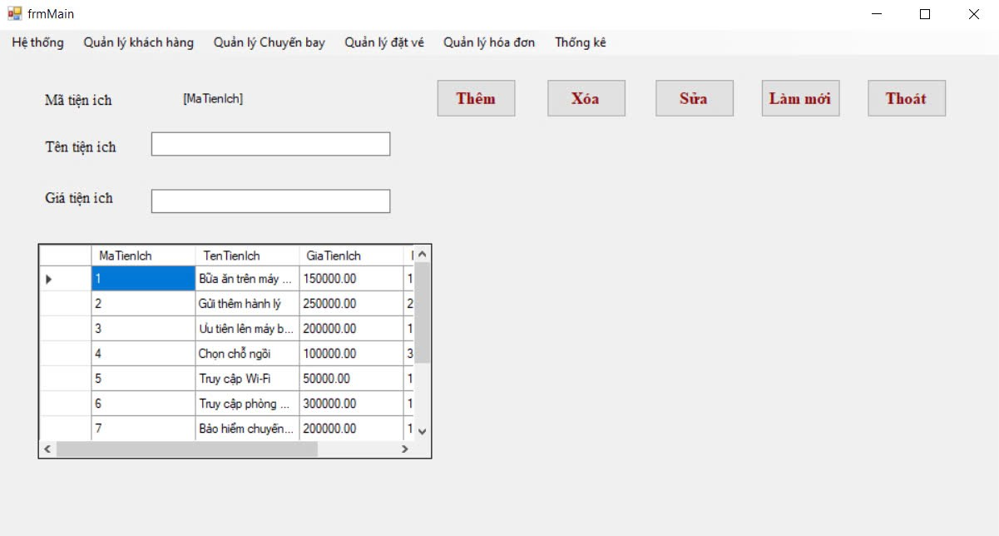 frmMain
Hệ thống Quản lý khách hàng Quản lý Chuyến bay Quản lý đặt vé Quản lý hóa đơn Thống kê
Mã tiện ich [MaTienIch] Thêm Xóa Sửa Làm mới Thoát
Tên tiện ich
Giá tiện ich
MaTienIch TenTienIch GiaTienIch
1 Bữa ăn trên máy ... 150000.00 1
2 Gửi thêm hành lý 250000.00 2
3 Ưu tiên lên máy b... 200000.00 1
4 Chọn chỗ ngồi 100000.00 3
5 Truy cập Wi-Fi 50000.00 1
6 Truy cập phòng ... 300000.00 1
7 Bảo hiểm chuyến... 200000.00 1